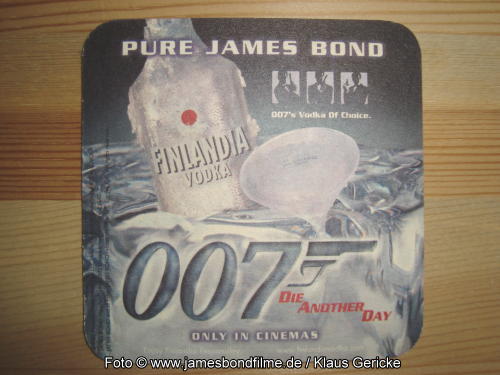 PURE JAMES BOND
007's Vodka Of Choice.
FINLANDIA
VODKA
007
DIE
ANOTHER
DAY
ONLY IN CINEMAS
Foto © www.jamesbondfilme.de / Klaus Gericke